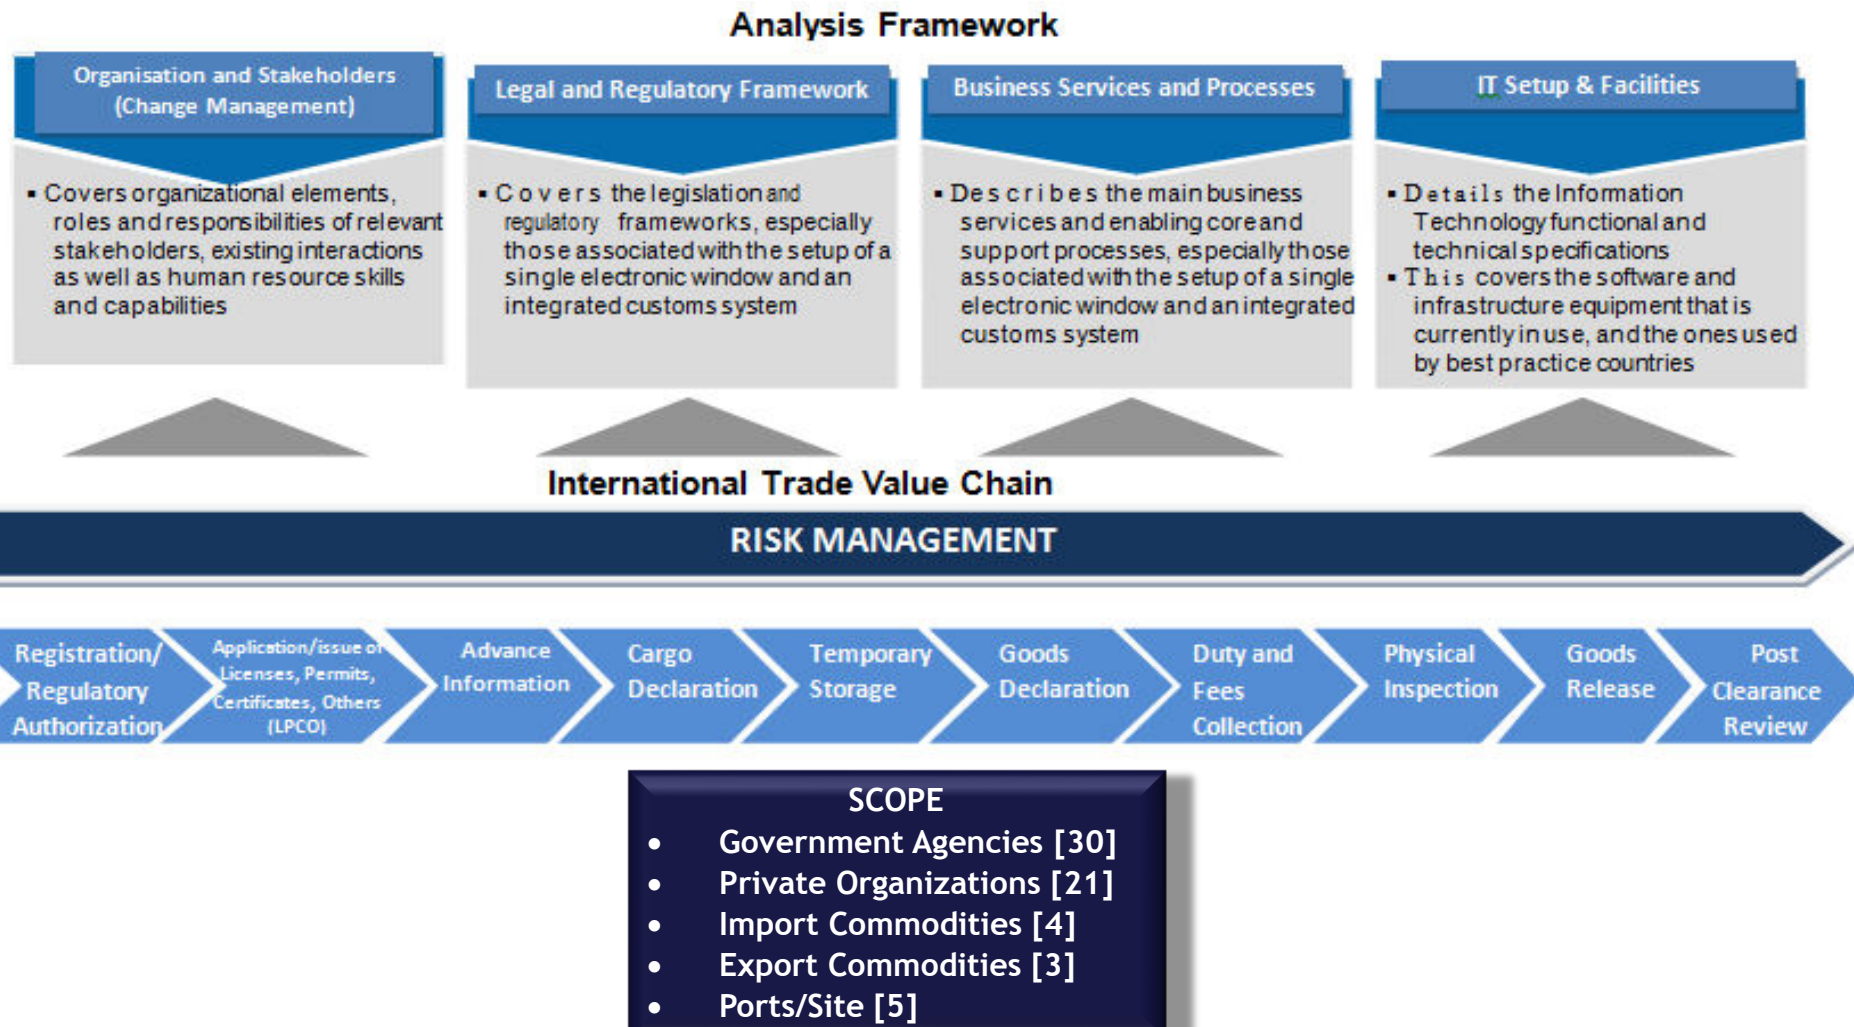 Analysis Framework
Organisation and Stakeholders
(Change Management)
▪ Covers organizational elements,
roles and responsibilities of relevant
stakeholders, existing interactions
as well as human resource skills
and capabilities
Legal and Regulatory Framework
▪ Covers the legislation and
regulatory frameworks, especially
those associated with the setup of a
single electronic window and an
integrated customs system
Business Services and Processes
▪ Describes the main business
services and enabling core and
support processes, especially those
associated with the setup of a single
electronic window and an integrated
customs system
IT Setup & Facilities
▪ Details the Information
Technology functional and
technical specifications
▪ This covers the software and
infrastructure equipment that is
currently in use, and the ones used
by best practice countries
International Trade Value Chain
RISK MANAGEMENT
Registration/
Regulatory
Authorization
Application/issue of
Licenses, Permits,
Certificates, Others
(LPCO)
Advance
Information
Cargo
Declaration
Temporary
Storage
Goods
Declaration
Duty and
Fees
Collection
Physical
Inspection
Goods
Release
Post
Clearance
Review
SCOPE
• Government Agencies [30]
• Private Organizations [21]
• Import Commodities [4]
• Export Commodities [3]
• Ports/Site [5]